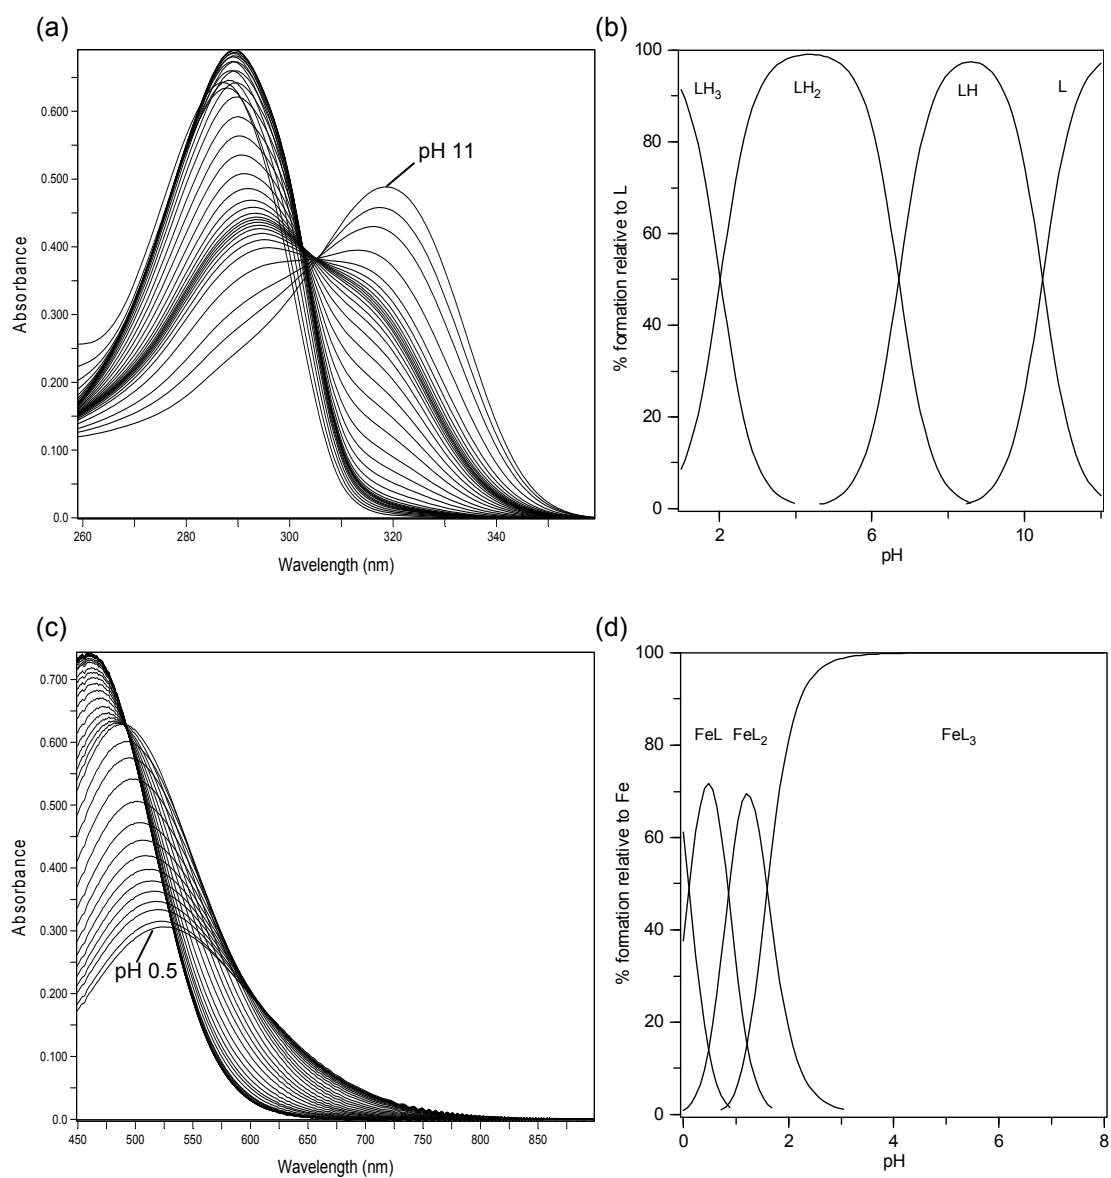 (a)
0.600
0.500
0.400
0.300
0.200
0.100
0.0
Absorbance
pH 11
260
280
300
320
340
Wavelength (nm)
(b)
100
80
60
40
20
0
% formation relative to L
LH3
LH2
LH
L
2
6
10
pH
(c)
0.700
0.600
0.500
0.400
0.300
0.200
0.100
0.0
Absorbance
pH 0.5
450
550
650
750
850
Wavelength (nm)
(d)
100
80
60
40
20
0
% formation relative to Fe
FeL
FeL2
FeL3
0
2
4
6
8
pH